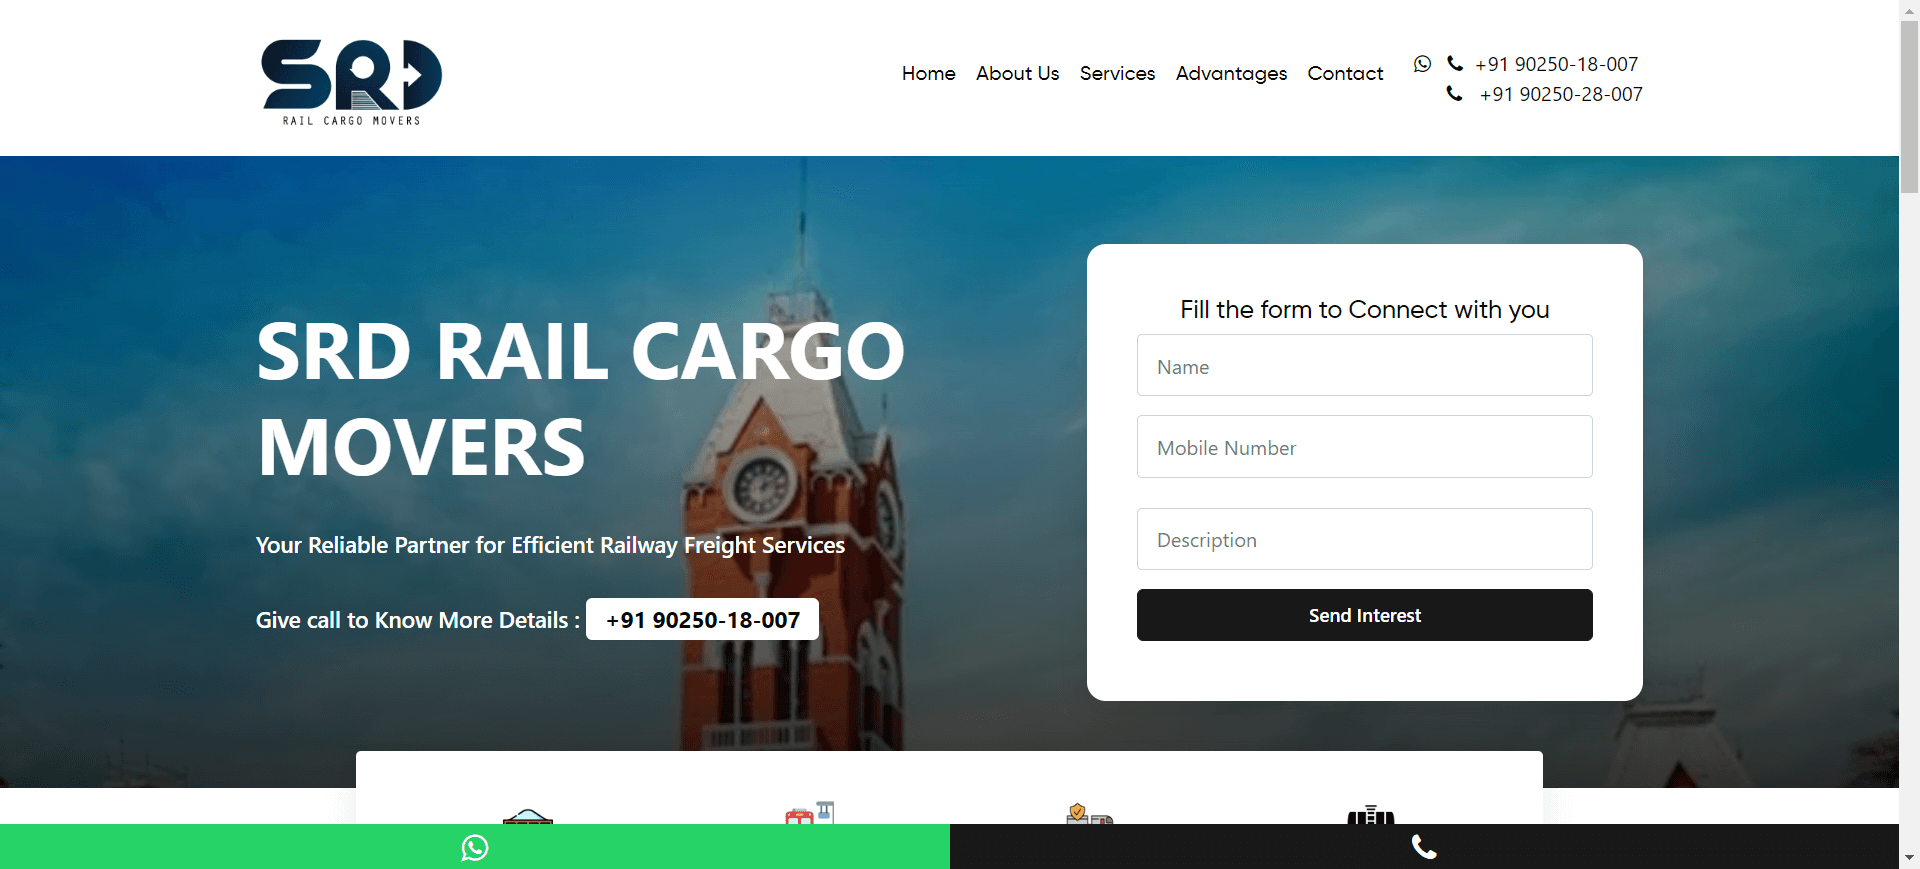 SRD
RAIL CARGO MOVERS
Home About Us Services Advantages Contact
+91 90250-18-007
+91 90250-28-007
SRD RAIL CARGO
MOVERS
Your Reliable Partner for Efficient Railway Freight Services
Give call to Know More Details : +91 90250-18-007
Fill the form to Connect with you
Name
Mobile Number
Description
Send Interest